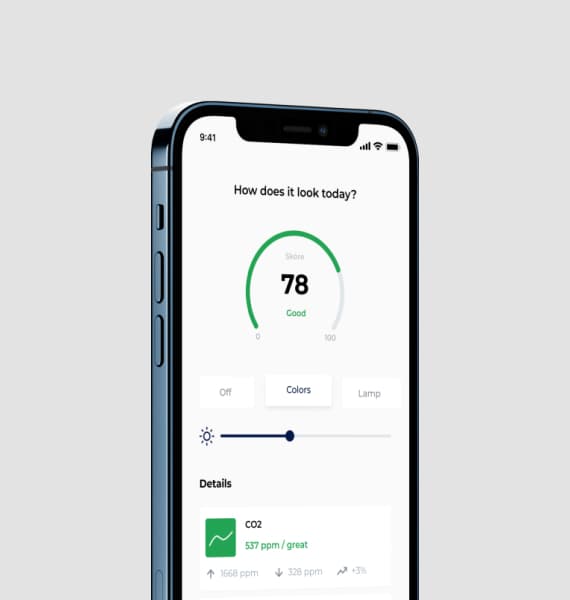 9:41
How does it look today?
Skóre
78
Good
0 100
Off Colors Lamp
Details
CO2
537 ppm / great
1668 ppm 328 ppm +3%